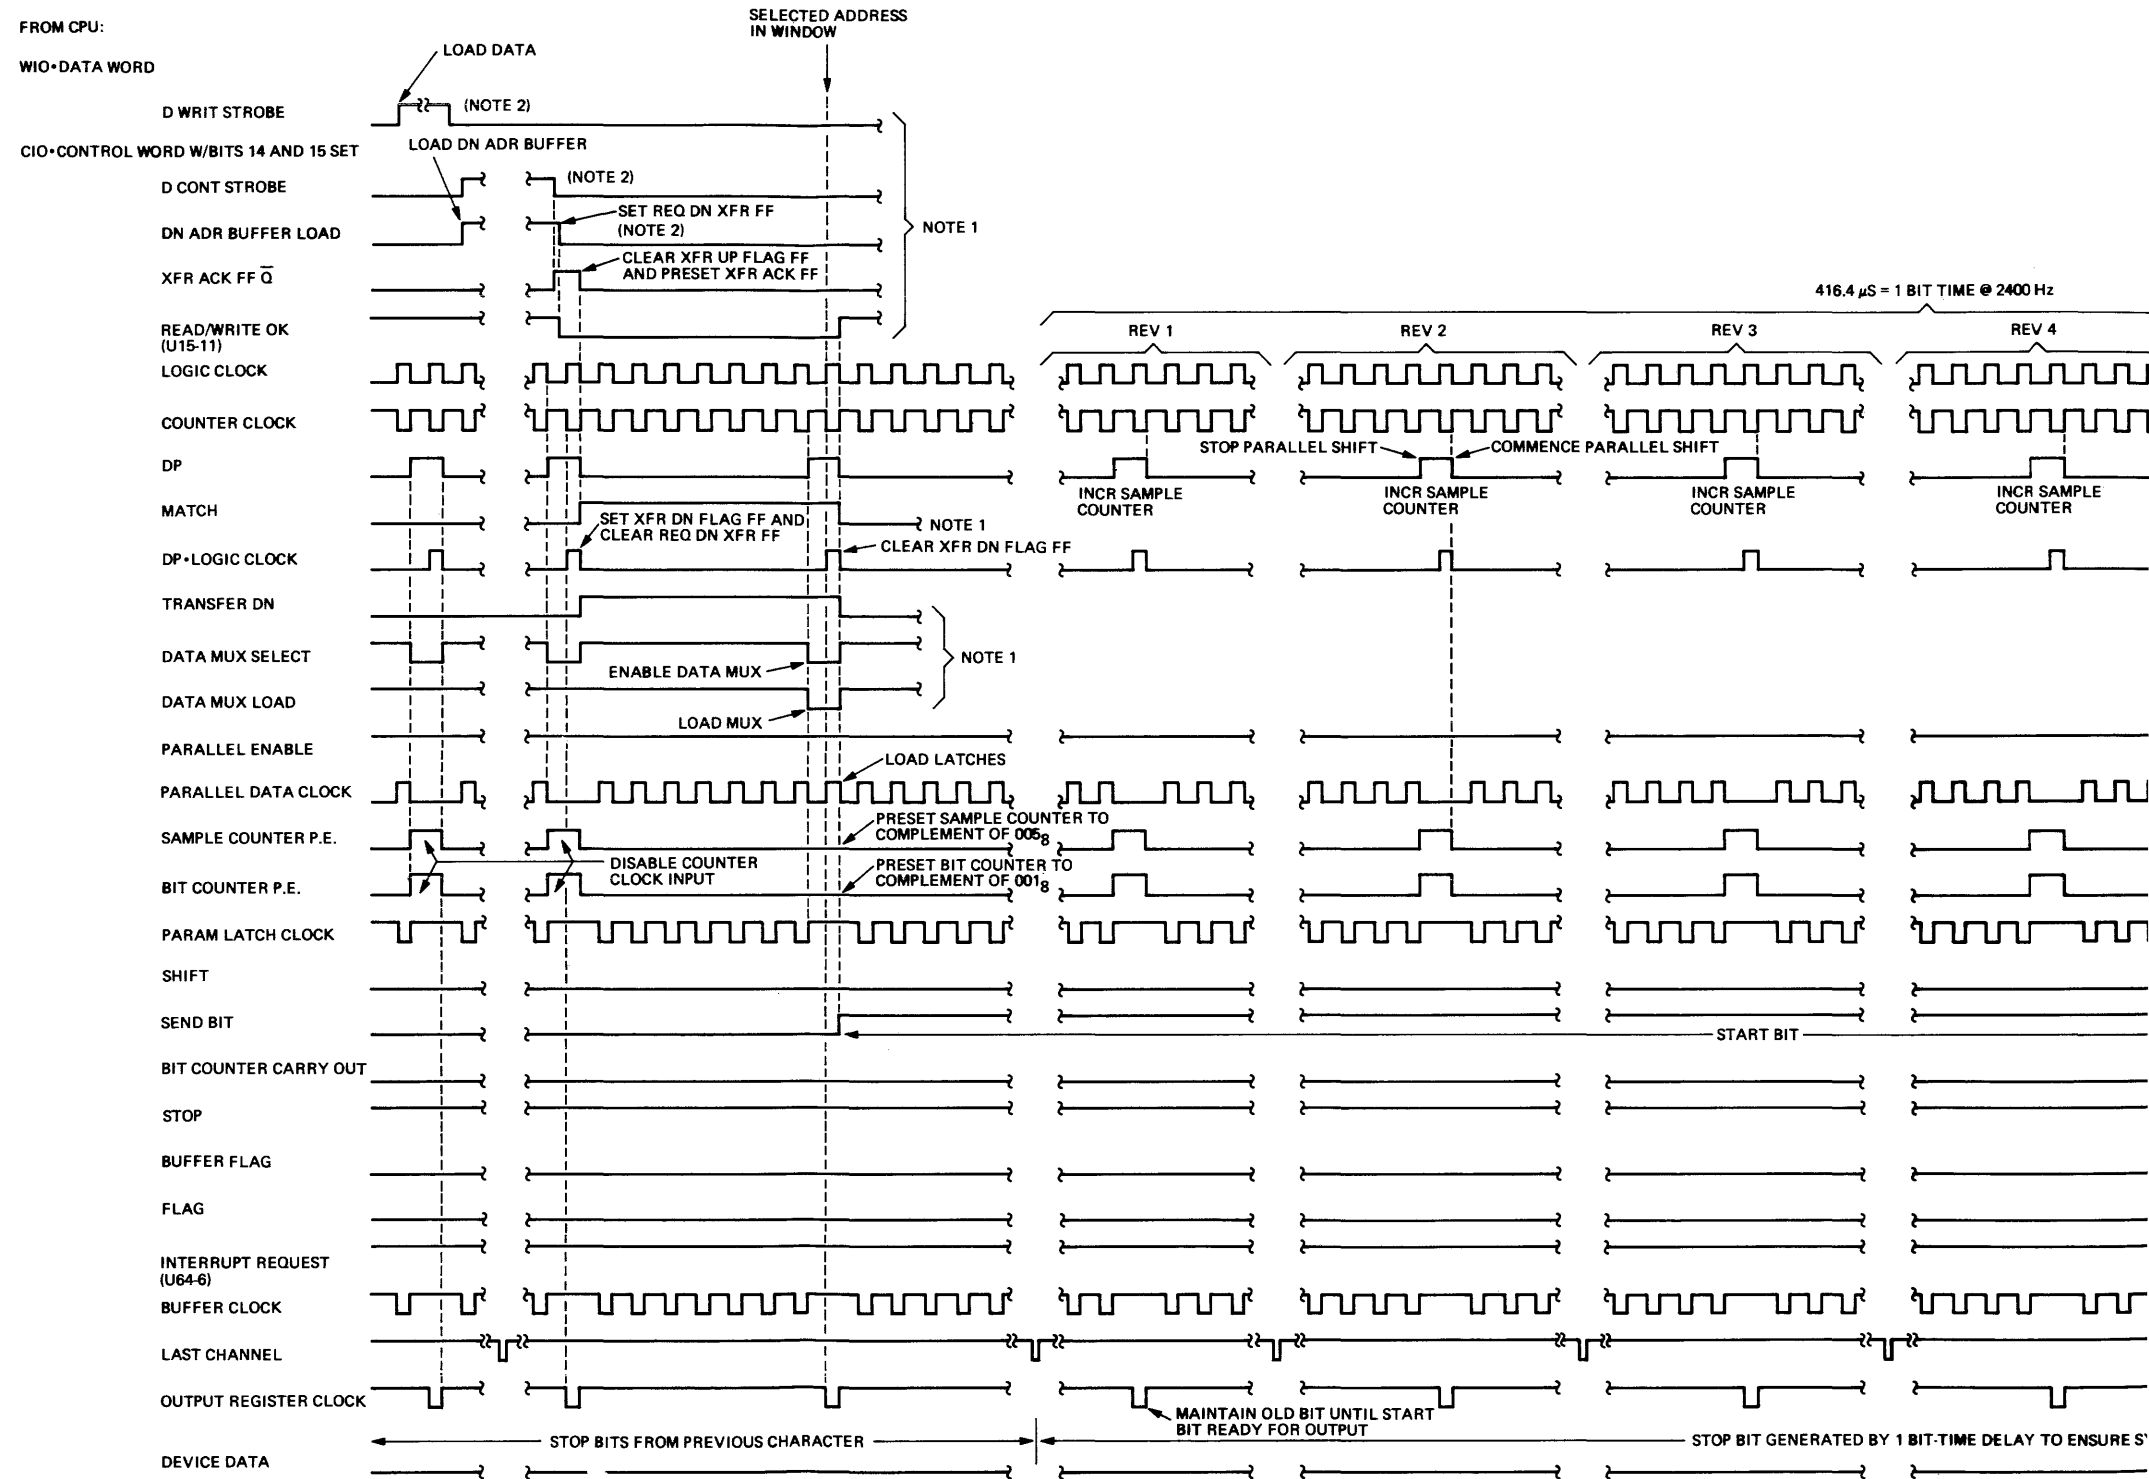 FROM CPU:
SELECTED ADDRESS
IN WINDOW
WIO•DATA WORD
LOAD DATA
D WRIT STROBE
(NOTE 2)
CIO•CONTROL WORD W/BITS 14 AND 15 SET
LOAD DN ADR BUFFER
D CONT STROBE
(NOTE 2)
DN ADR BUFFER LOAD
SET REQ DN XFR FF
(NOTE 2)
NOTE 1
XFR ACK FF Q̅
CLEAR XFR UP FLAG FF
AND PRESET XFR ACK FF
READ/WRITE OK
(U15-11)
416.4 µS = 1 BIT TIME @ 2400 Hz
REV 1
REV 2
REV 3
REV 4
LOGIC CLOCK
COUNTER CLOCK
STOP PARALLEL SHIFT
COMMENCE PARALLEL SHIFT
DP
INCR SAMPLE
COUNTER
INCR SAMPLE
COUNTER
INCR SAMPLE
COUNTER
INCR SAMPLE
COUNTER
MATCH
SET XFR DN FLAG FF AND
CLEAR REQ DN XFR FF
NOTE 1
DP•LOGIC CLOCK
CLEAR XFR DN FLAG FF
TRANSFER DN
DATA MUX SELECT
ENABLE DATA MUX
NOTE 1
DATA MUX LOAD
LOAD MUX
PARALLEL ENABLE
PARALLEL DATA CLOCK
LOAD LATCHES
SAMPLE COUNTER P.E.
PRESET SAMPLE COUNTER TO
COMPLEMENT OF 005₈
DISABLE COUNTER
CLOCK INPUT
BIT COUNTER P.E.
PRESET BIT COUNTER TO
COMPLEMENT OF 001₈
PARAM LATCH CLOCK
SHIFT
SEND BIT
START BIT
BIT COUNTER CARRY OUT
STOP
BUFFER FLAG
FLAG
INTERRUPT REQUEST
(U64-6)
BUFFER CLOCK
LAST CHANNEL
OUTPUT REGISTER CLOCK
MAINTAIN OLD BIT UNTIL START
BIT READY FOR OUTPUT
STOP BITS FROM PREVIOUS CHARACTER
STOP BIT GENERATED BY 1 BIT-TIME DELAY TO ENSURE
DEVICE DATA